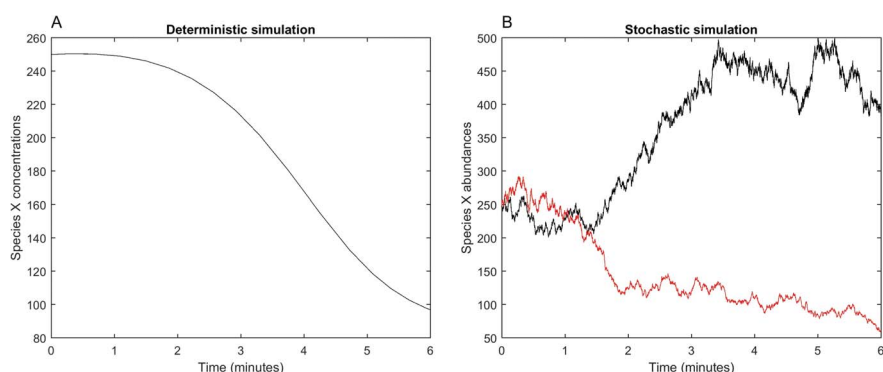 A
Deterministic simulation
260
240
220
200
180
160
140
120
100
80
Species X concentrations
0 1 2 3 4 5 6
Time (minutes)
B
Stochastic simulation
500
450
400
350
300
250
200
150
100
50
Species X abundances
0 1 2 3 4 5 6
Time (minutes)